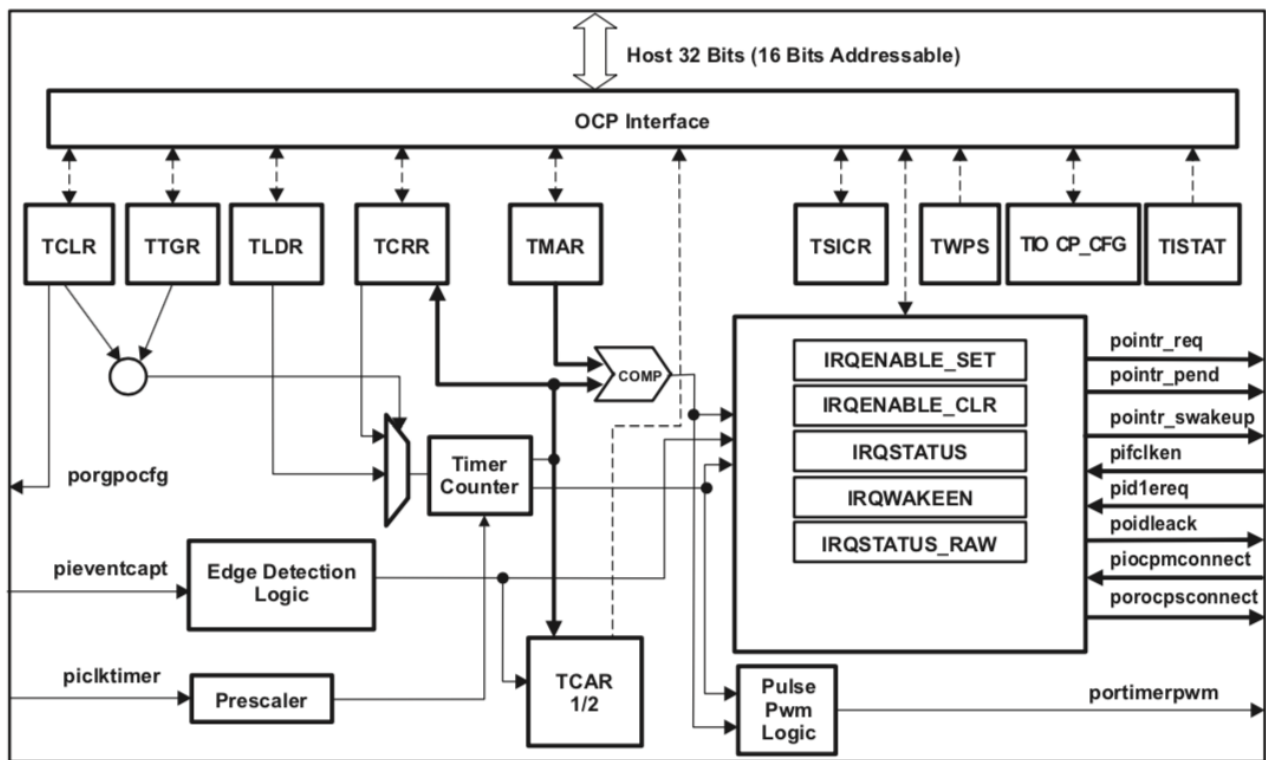 Host 32 Bits (16 Bits Addressable)
OCP Interface
TCLR
TTGR
TLDR
TCRR
TMAR
TSICR
TWPS
TIO CP_CFG
TISTAT
COMP
IRQENABLE_SET
IRQENABLE_CLR
IRQSTATUS
IRQWAKEEN
IRQSTATUS_RAW
pointr_req
pointr_pend
pointr_swakeup
pifclken
pid1ereq
poidleack
piocpmconnect
porocpsconnect
porgpocfg
Timer
Counter
pieventcapt
Edge Detection
Logic
piclktimer
Prescaler
TCAR
1/2
Pulse
Pwm
Logic
portimerpwm